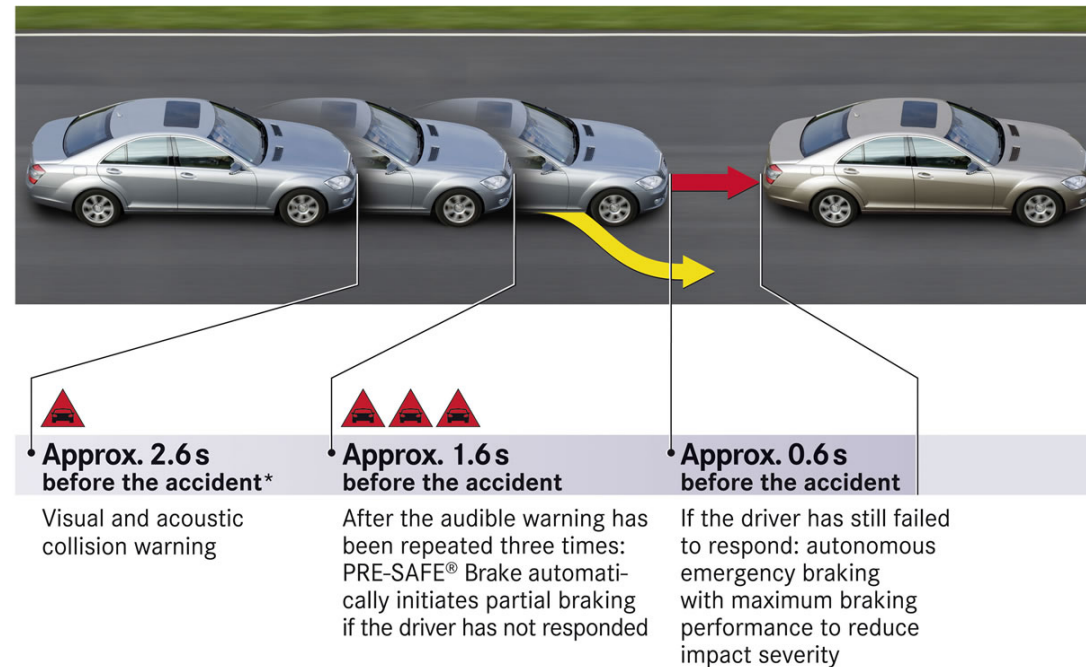 Approx. 2.6 s
before the accident*
Visual and acoustic
collision warning
Approx. 1.6 s
before the accident
After the audible warning has
been repeated three times:
PRE-SAFE® Brake automati-
cally initiates partial braking
if the driver has not responded
Approx. 0.6 s
before the accident
If the driver has still failed
to respond: autonomous
emergency braking
with maximum braking
performance to reduce
impact severity